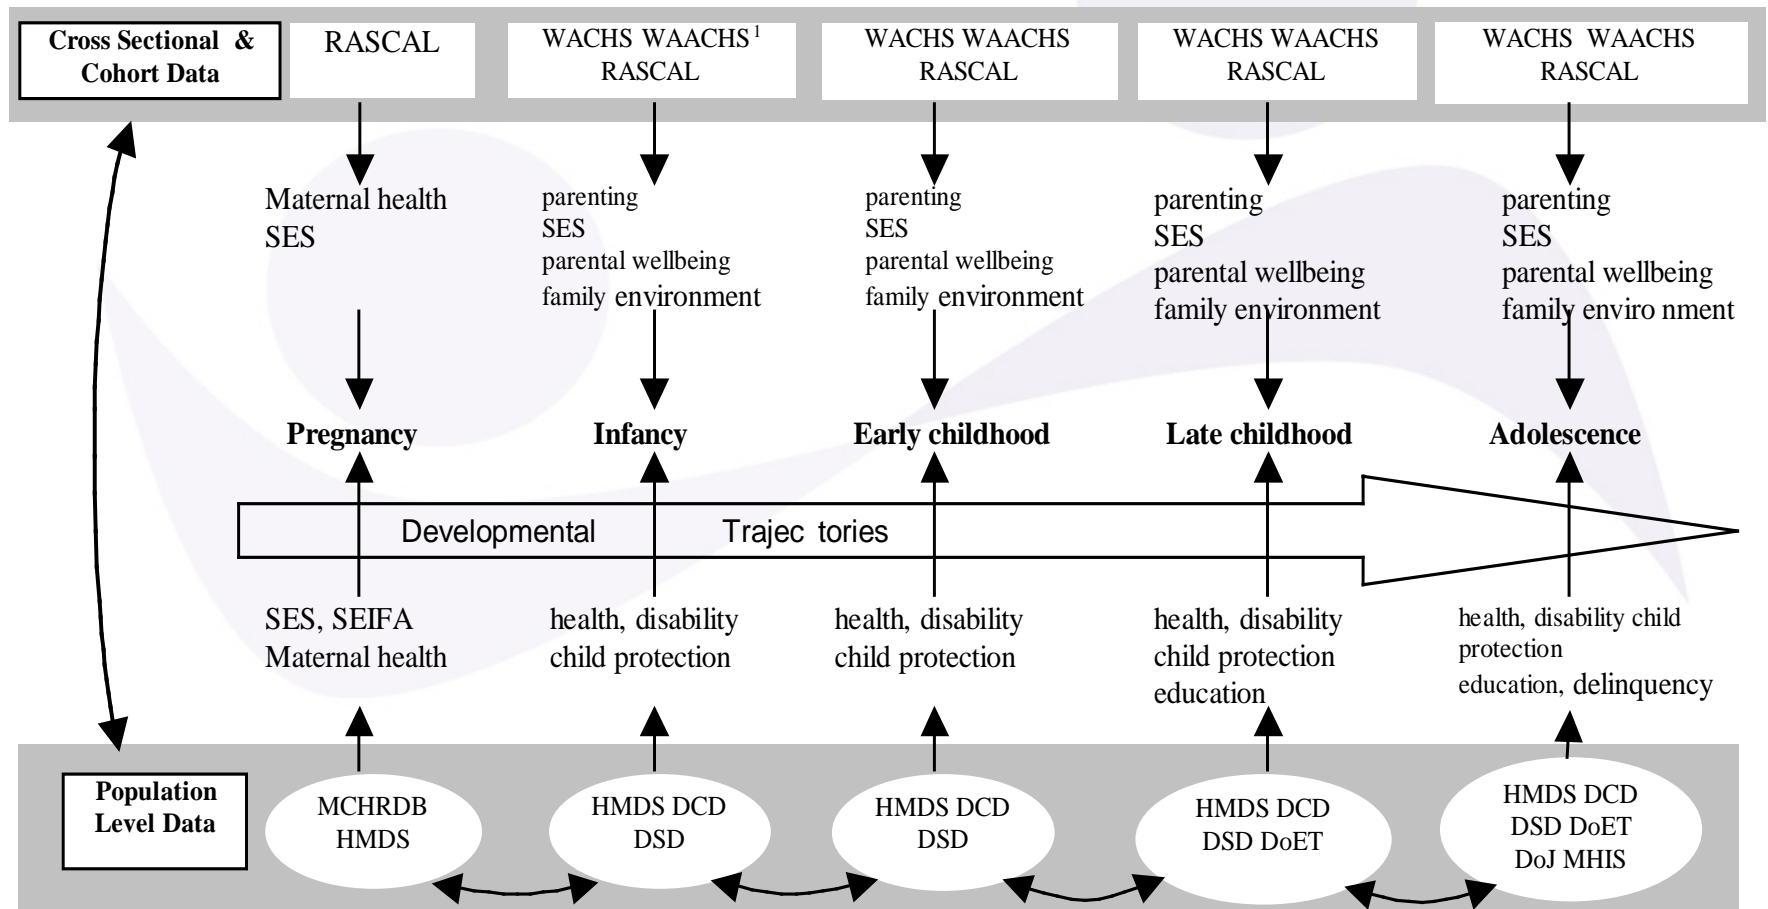 Cross Sectional &
Cohort Data
RASCAL
WACHS WAACHS¹
RASCAL
WACHS WAACHS
RASCAL
WACHS WAACHS
RASCAL
WACHS WAACHS
RASCAL
Maternal health
SES
parenting
SES
parental wellbeing
family environment
parenting
SES
parental wellbeing
family environment
parenting
SES
parental wellbeing
family environment
parenting
SES
parental wellbeing
family enviro nment
Pregnancy
Infancy
Early childhood
Late childhood
Adolescence
Developmental Trajec tories
SES, SEIFA
Maternal health
health, disability
child protection
health, disability
child protection
health, disability
child protection
education
health, disability child
protection
education, delinquency
Population
Level Data
MCHRDB
HMDS
HMDS DCD
DSD
HMDS DCD
DSD
HMDS DCD
DSD DoET
HMDS DCD
DSD DoET
DoJ MHIS